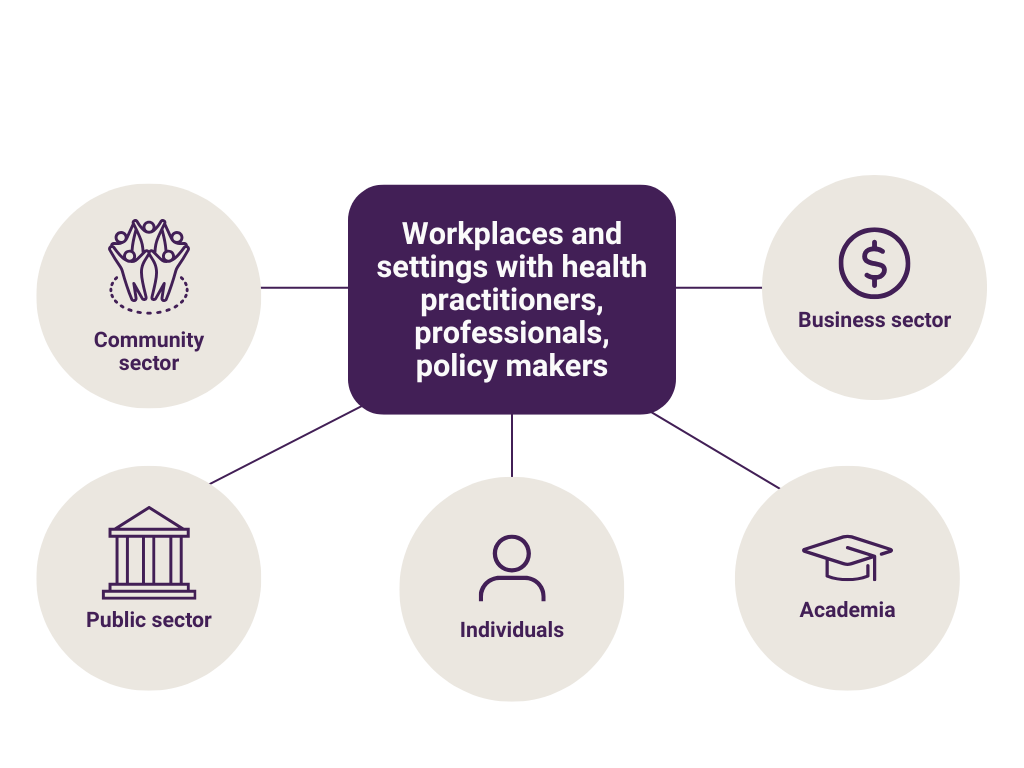 Workplaces and
settings with health
practitioners,
professionals,
policy makers
Community
sector
Business sector
Public sector
Individuals
Academia